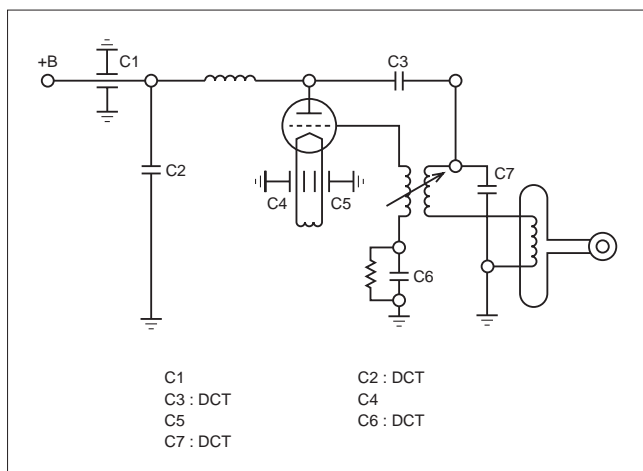 +B
C1
C3
C2
C4
C5
C7
C6
C1
C2 : DCT
C3 : DCT
C4
C5
C6 : DCT
C7 : DCT